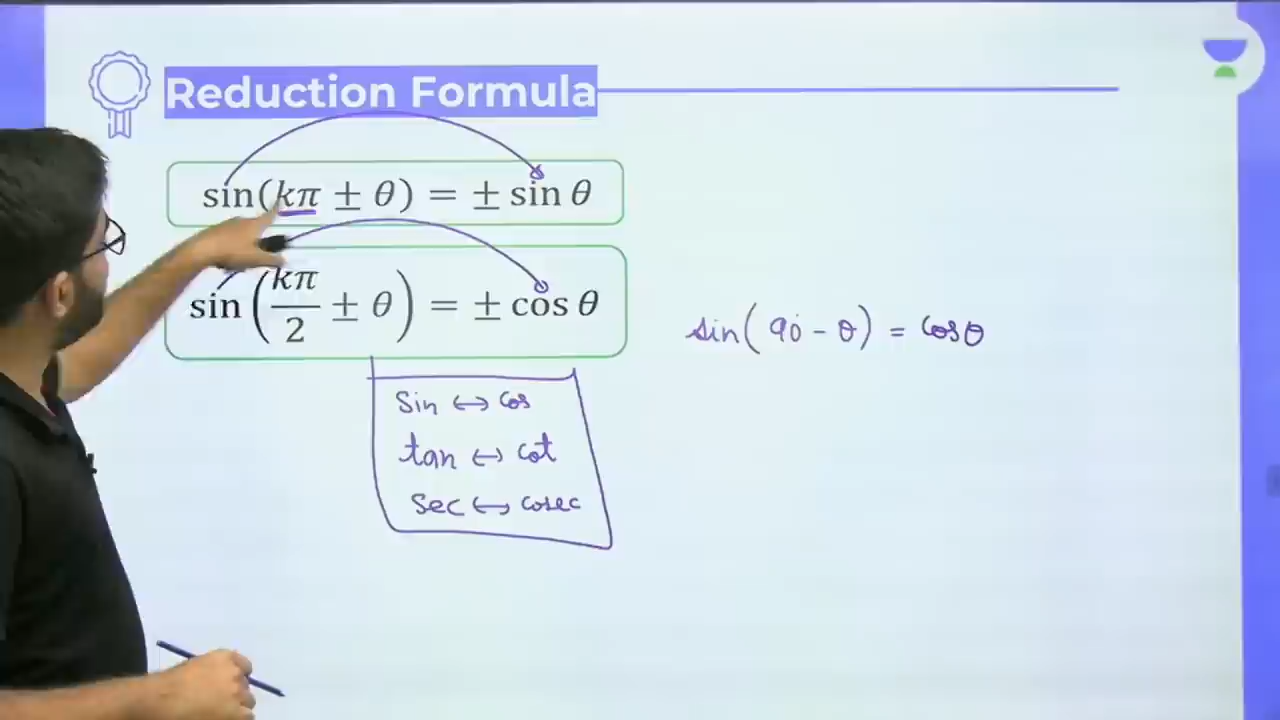 Reduction Formula
sin(kπ ± θ) = ± sin θ
sin(kπ/2 ± θ) = ± cos θ
sin(90° - θ) = cosθ
Sin ↔ cos
tan ↔ cot
Sec ↔ cosec